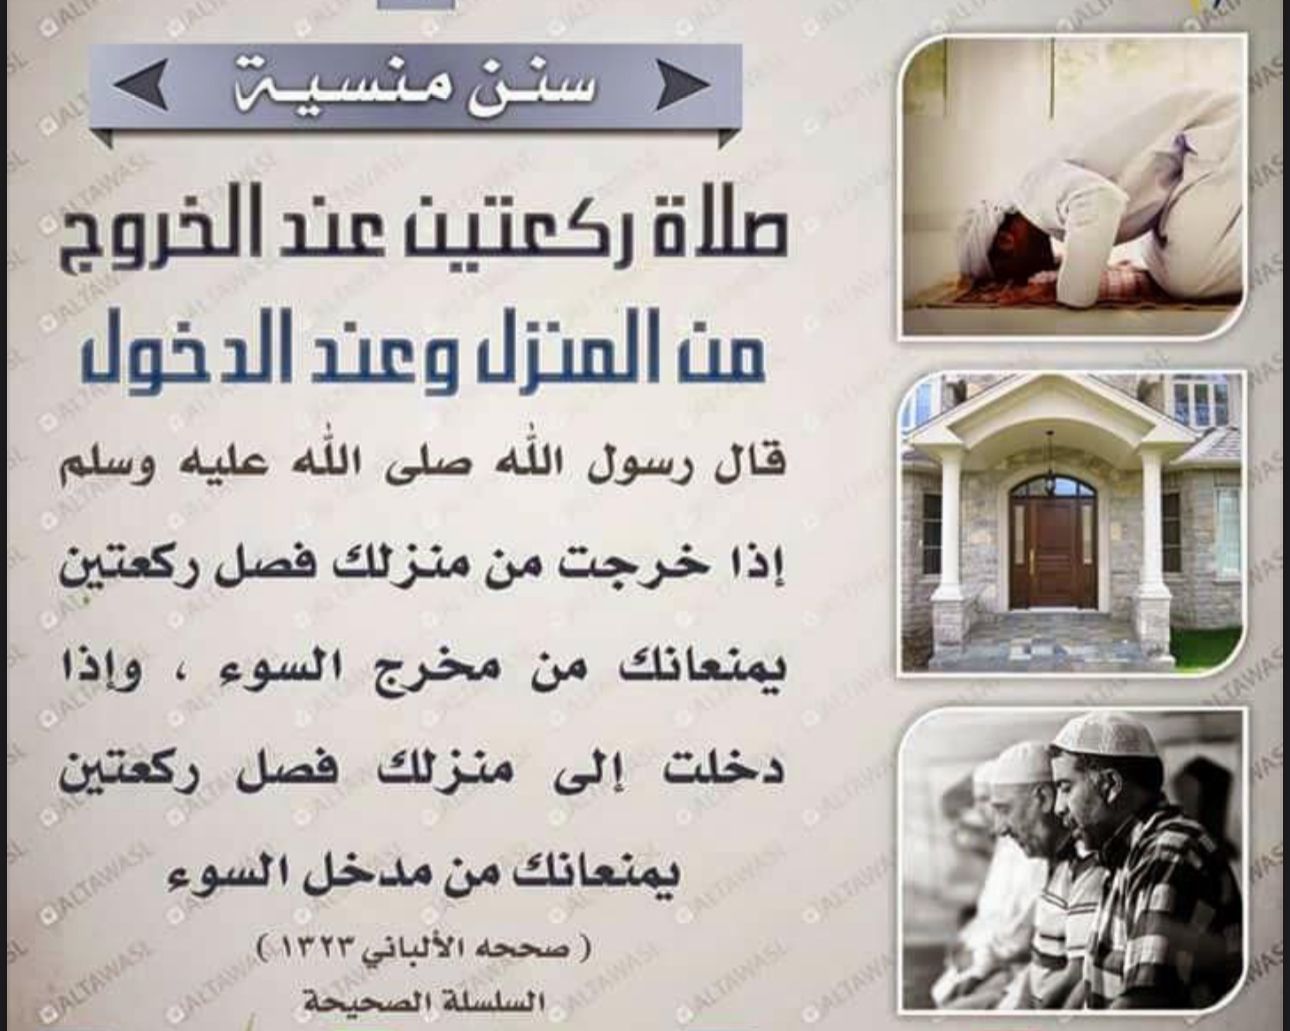 سنن منسية
صلاة ركعتين عند الخروج
من المنزل وعند الدخول
قال رسول الله صلى الله عليه وسلم
إذا خرجت من منزلك فصل ركعتين
يمنعانك من مخرج السوء ، وإذا
دخلت إلى منزلك فصل ركعتين
يمنعانك من مدخل السوء
( صححه الألباني ١٣٢٣ )
السلسلة الصحيحة
ALTAWASL